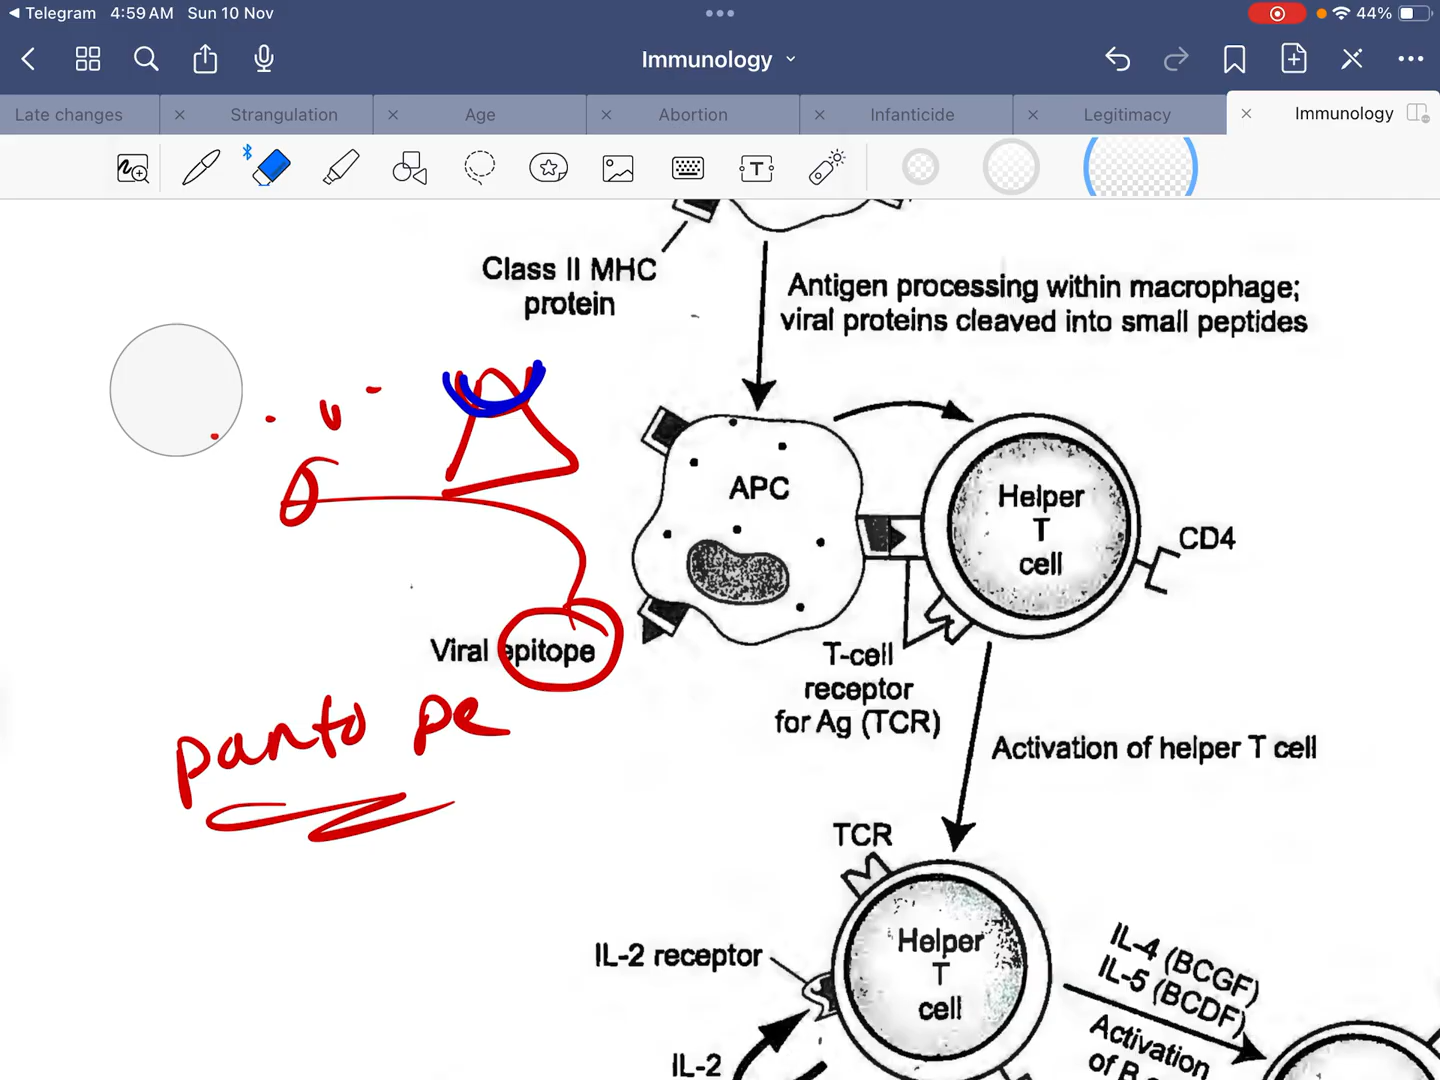 Telegram 4:59 AM Sun 10 Nov
44%
Immunology
Late changes
Strangulation
Age
Abortion
Infanticide
Legitimacy
Immunology
T
Class II MHC
protein
Antigen processing within macrophage;
viral proteins cleaved into small peptides
APC
Helper
T
cell
CD4
Viral epitope
T-cell
receptor
for Ag (TCR)
panto pe
Activation of helper T cell
TCR
IL-2 receptor
Helper
T
cell
IL-4 (BCGF)
IL-5 (BCDF)
Activation
of B
IL-2